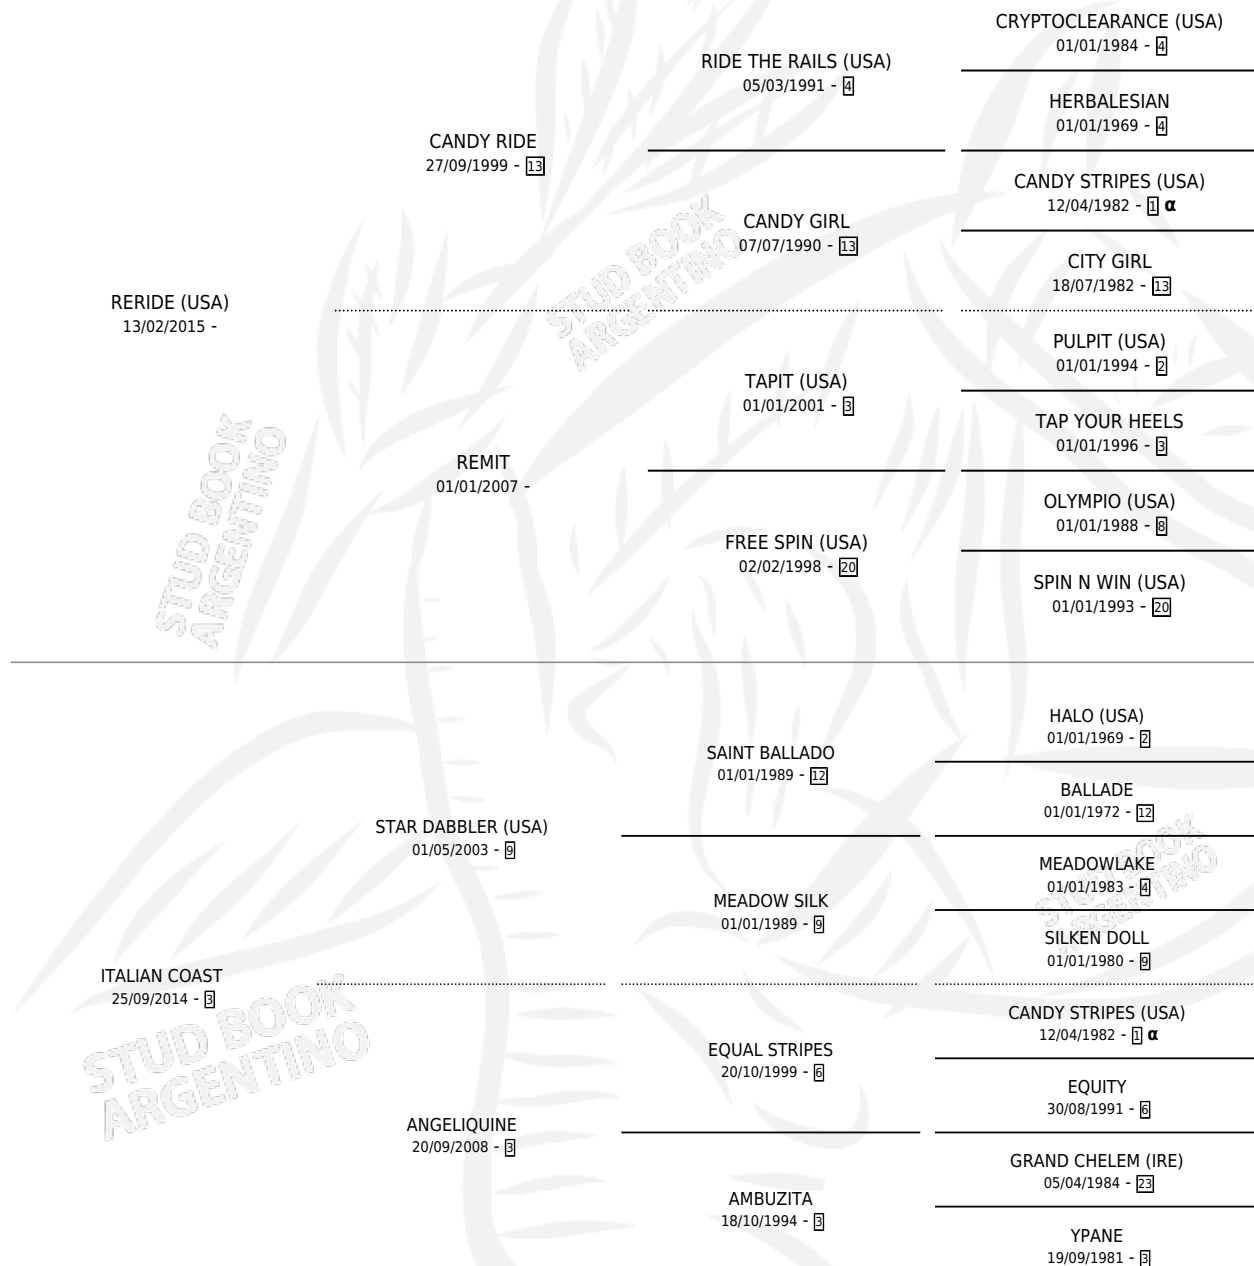 CRYPTOCLEARANCE (USA)
01/01/1984 - 4
RIDE THE RAILS (USA)
05/03/1991 - 4
HERBALESIAN
01/01/1969 - 4
CANDY RIDE
27/09/1999 - 13
CANDY STRIPES (USA)
12/04/1982 - 1 α
CANDY GIRL
07/07/1990 - 13
CITY GIRL
18/07/1982 - 13
RERIDE (USA)
13/02/2015 -
STUD BOOK
ARGENTINO
PULPIT (USA)
01/01/1994 - 2
TAPIT (USA)
01/01/2001 - 3
TAP YOUR HEELS
01/01/1996 - 3
REMIT
01/01/2007 -
STUD BOOK
ARGENTINO
OLYMPIO (USA)
01/01/1988 - 8
FREE SPIN (USA)
02/02/1998 - 20
SPIN N WIN (USA)
01/01/1993 - 20
HALO (USA)
01/01/1969 - 2
SAINT BALLADO
01/01/1989 - 12
BALLADE
01/01/1972 - 12
STAR DABBLER (USA)
01/05/2003 - 9
MEADOWLAKE
01/01/1983 - 4
STUD BOOK
ARGENTINO
MEADOW SILK
01/01/1989 - 9
SILKEN DOLL
01/01/1980 - 9
ITALIAN COAST
25/09/2014 - 3
STUD BOOK
ARGENTINO
CANDY STRIPES (USA)
12/04/1982 - 1 α
EQUAL STRIPES
20/10/1999 - 6
EQUITY
30/08/1991 - 6
ANGELIQUINE
20/09/2008 - 3
GRAND CHELEM (IRE)
05/04/1984 - 23
AMBUZITA
18/10/1994 - 3
YPANE
19/09/1981 - 3